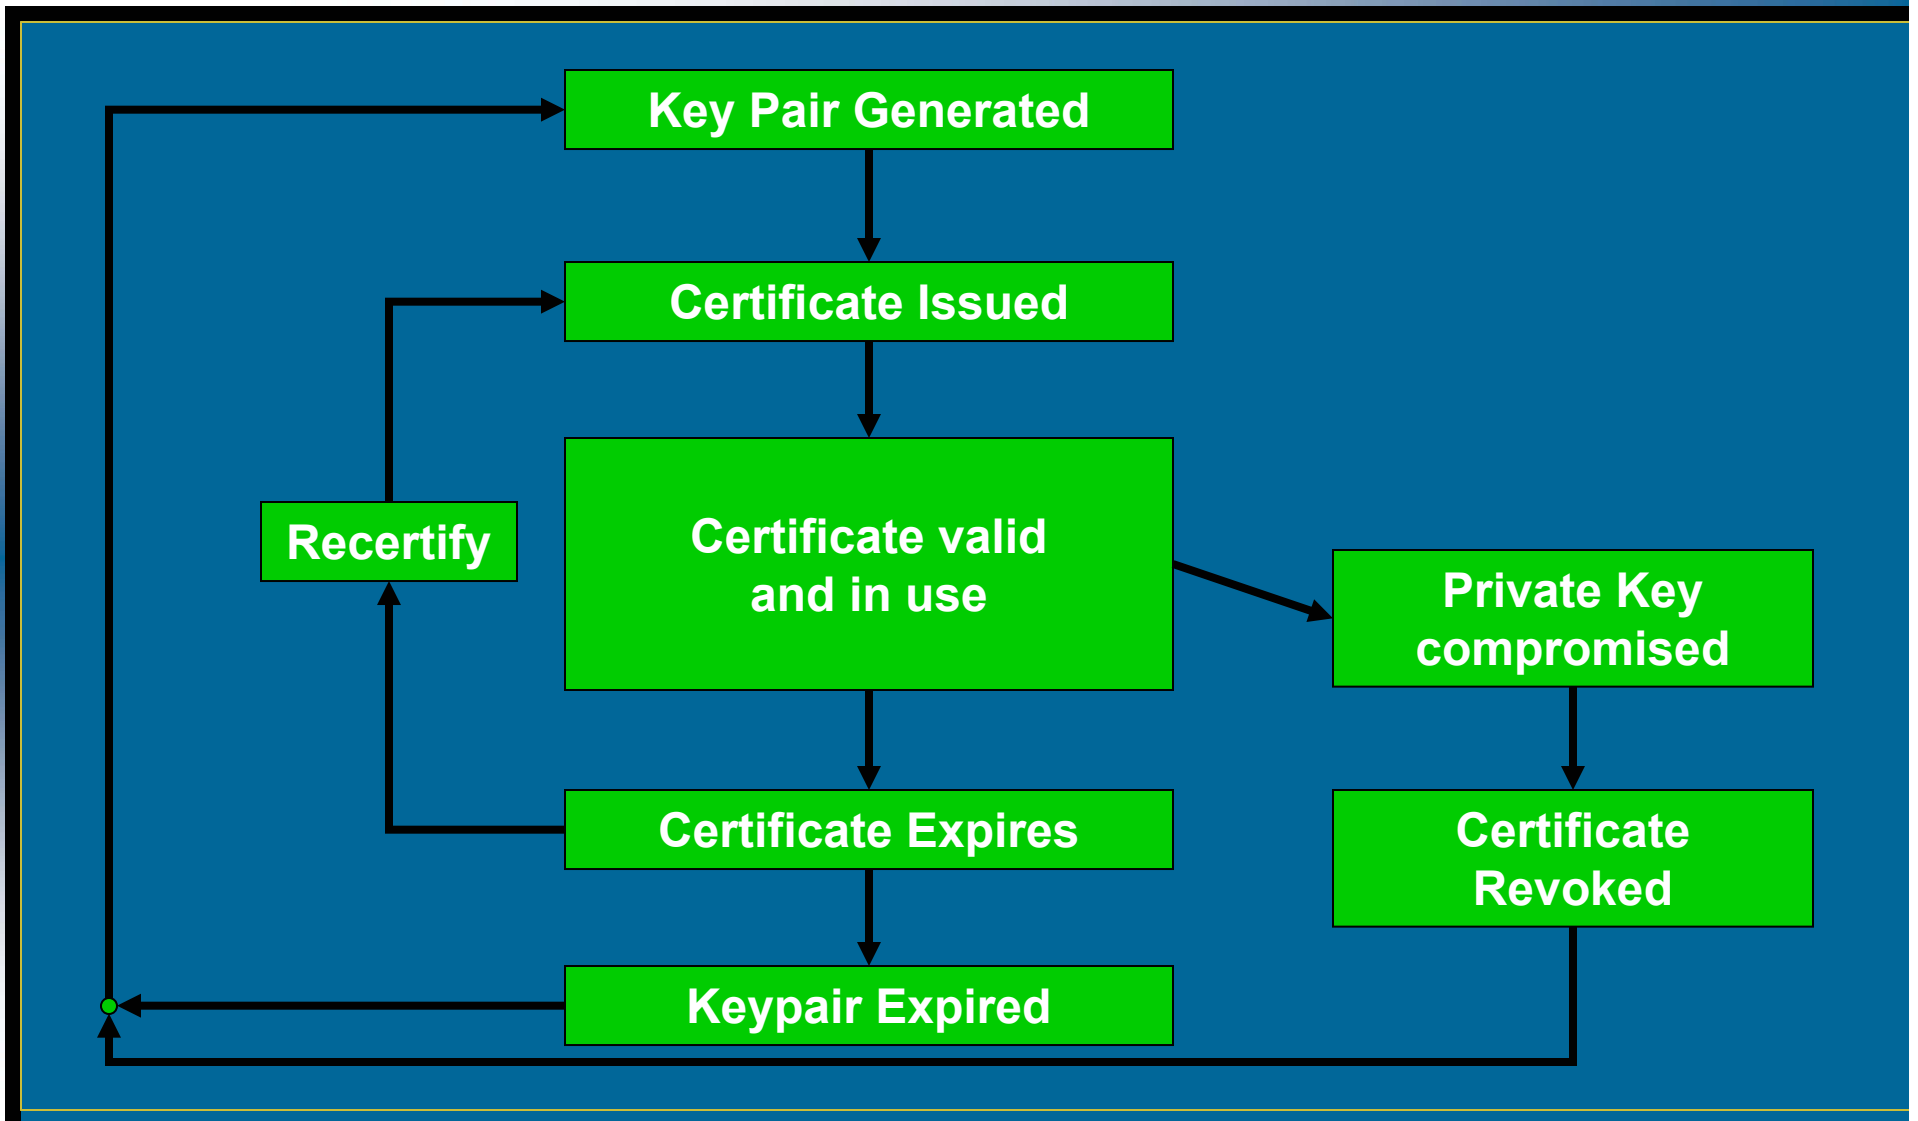 Key Pair Generated
Certificate Issued
Recertify
Certificate valid
and in use
Private Key
compromised
Certificate Expires
Certificate
Revoked
Keypair Expired